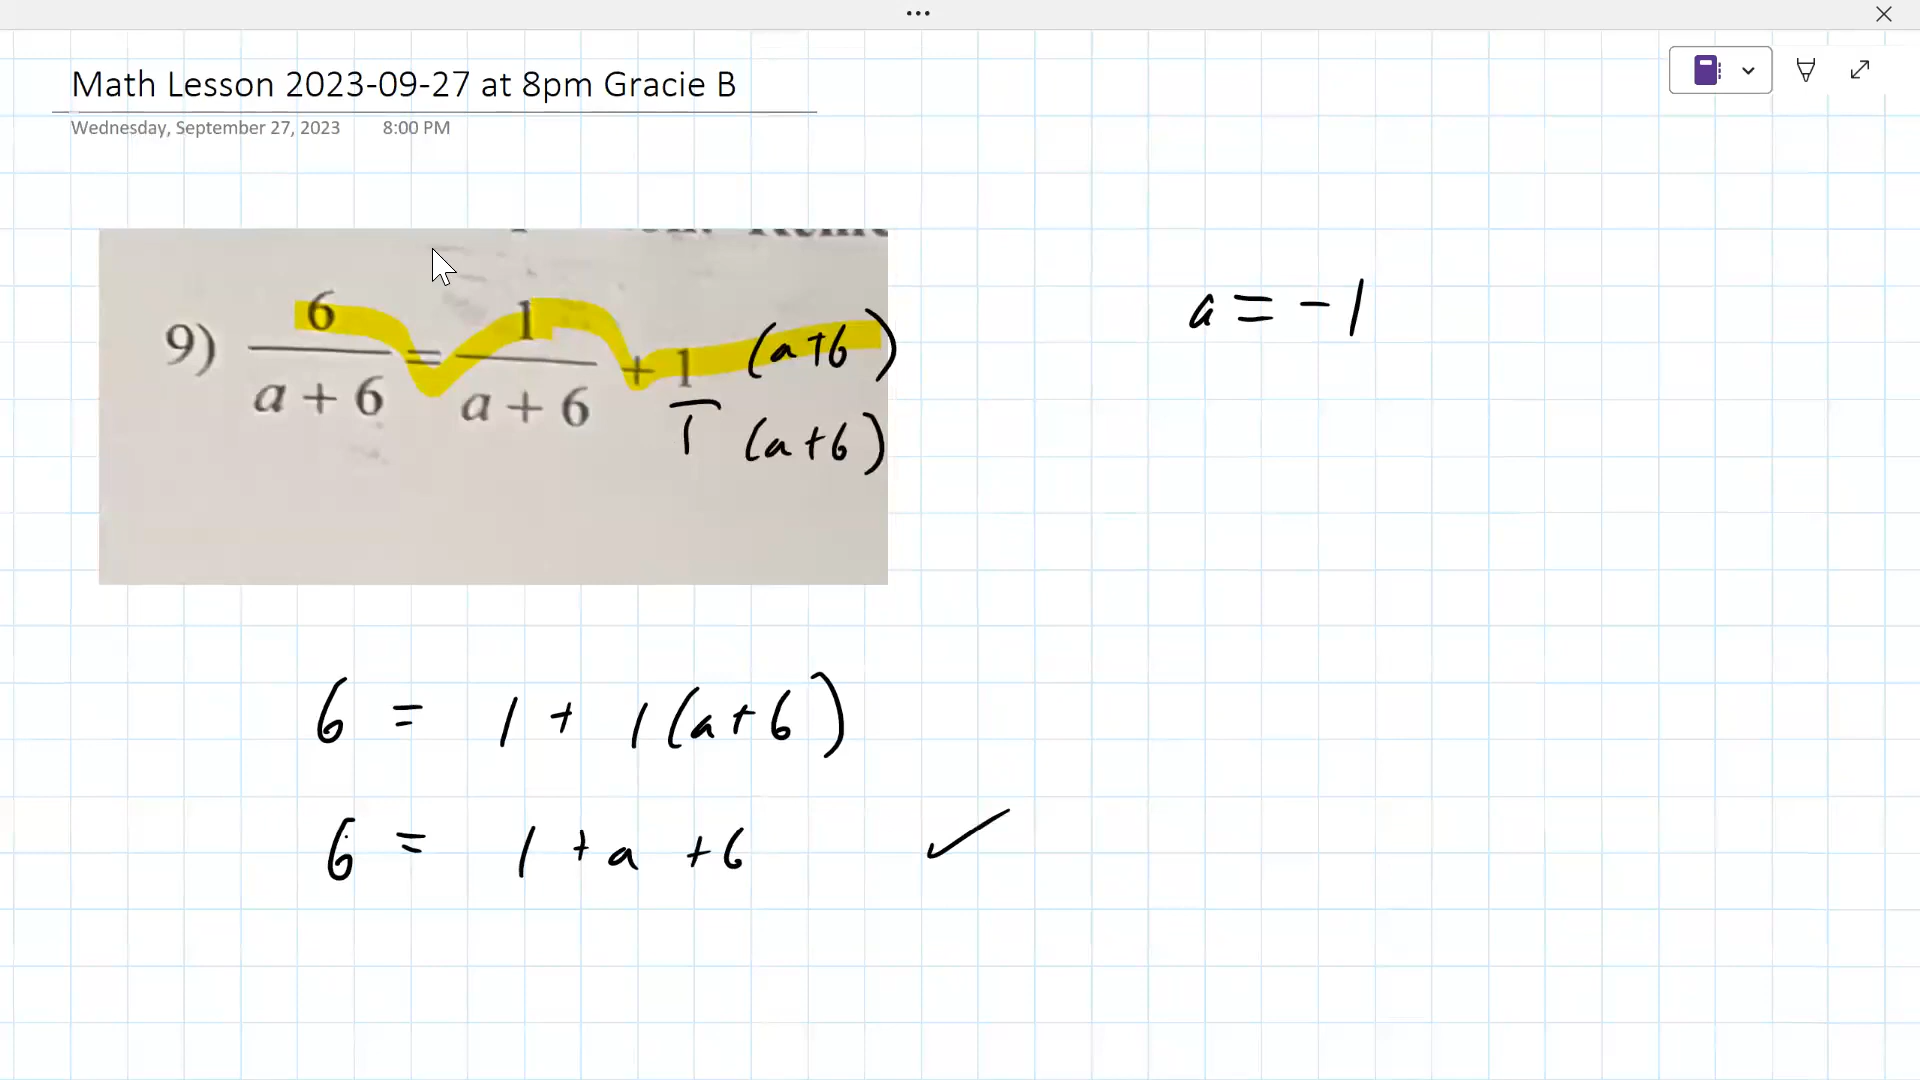 Math Lesson 2023-09-27 at 8pm Gracie B
Wednesday, September 27, 2023 8:00 PM
9) 6/(a + 6) = 1/(a + 6) + 1/1 (a+6)/(a+6)
a = -1
6 = 1 + 1(a+6)
6 = 1 + a + 6 ✓